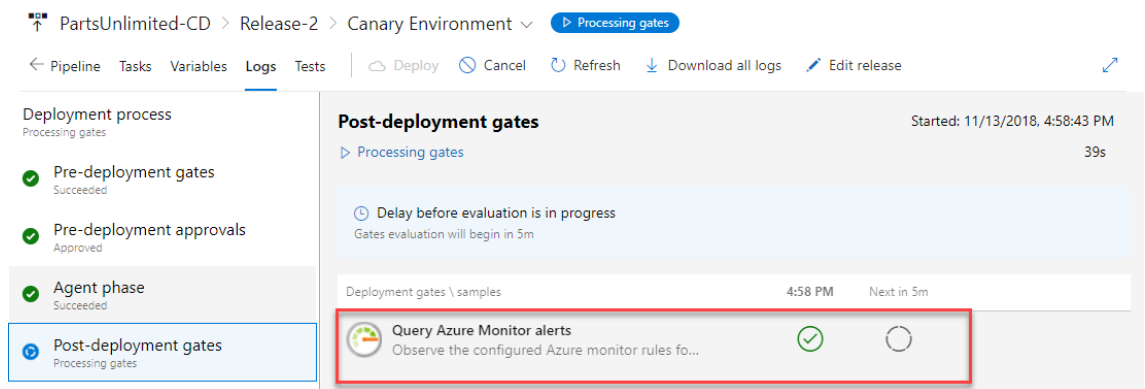 PartsUnlimited-CD > Release-2 > Canary Environment Processing gates
Pipeline Tasks Variables Logs Tests Deploy Cancel Refresh Download all logs Edit release
Deployment process
Processing gates
Pre-deployment gates
Succeeded
Pre-deployment approvals
Approved
Agent phase
Succeeded
Post-deployment gates
Processing gates
Post-deployment gates Started: 11/13/2018, 4:58:43 PM
Processing gates 39s
Delay before evaluation is in progress
Gates evaluation will begin in 5m
Deployment gates \ samples 4:58 PM Next in 5m
Query Azure Monitor alerts
Observe the configured Azure monitor rules fo...